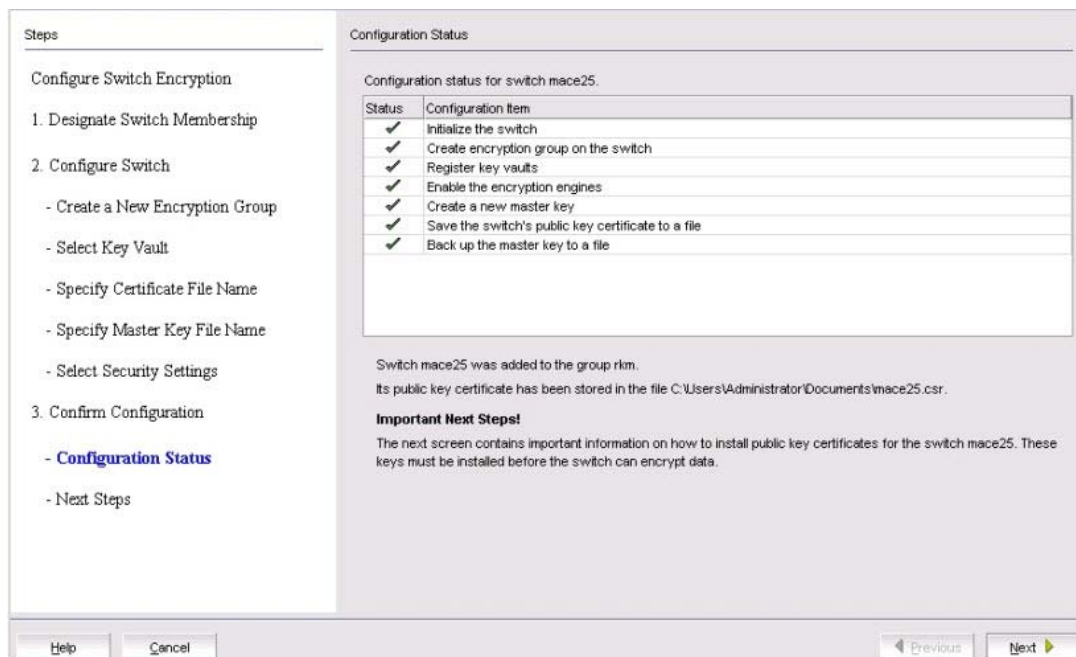 Steps
Configure Switch Encryption
1. Designate Switch Membership
2. Configure Switch
- Create a New Encryption Group
- Select Key Vault
- Specify Certificate File Name
- Specify Master Key File Name
- Select Security Settings
3. Confirm Configuration
- Configuration Status
- Next Steps
Configuration Status
Configuration status for switch mace25.
Status Configuration Item
Initialize the switch
Create encryption group on the switch
Register key vaults
Enable the encryption engines
Create a new master key
Save the switch's public key certificate to a file
Back up the master key to a file
Switch mace25 was added to the group rkm.
Its public key certificate has been stored in the file C:\Users\Administrator\Documents\mace25.csr.
Important Next Steps!
The next screen contains important information on how to install public key certificates for the switch mace25. These
keys must be installed before the switch can encrypt data.
Help Cancel Previous Next